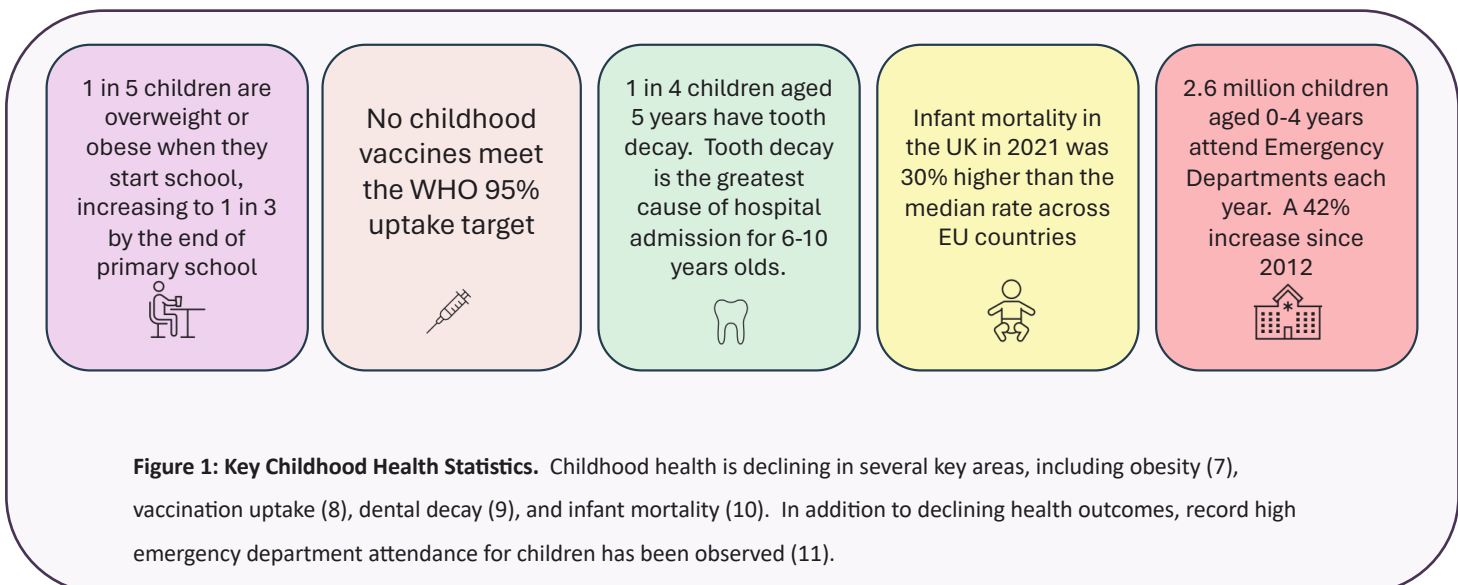 1 in 5 children are
overweight or
obese when they
start school,
increasing to 1 in 3
by the end of
primary school
No childhood
vaccines meet
the WHO 95%
uptake target
1 in 4 children aged
5 years have tooth
decay.  Tooth decay
is the greatest
cause of hospital
admission for 6-10
years olds.
Infant mortality in
the UK in 2021 was
30% higher than the
median rate across
EU countries
2.6 million children
aged 0-4 years
attend Emergency
Departments each
year.  A 42%
increase since
2012
Figure 1: Key Childhood Health Statistics.  Childhood health is declining in several key areas, including obesity (7),
vaccination uptake (8), dental decay (9), and infant mortality (10).  In addition to declining health outcomes, record high
emergency department attendance for children has been observed (11).